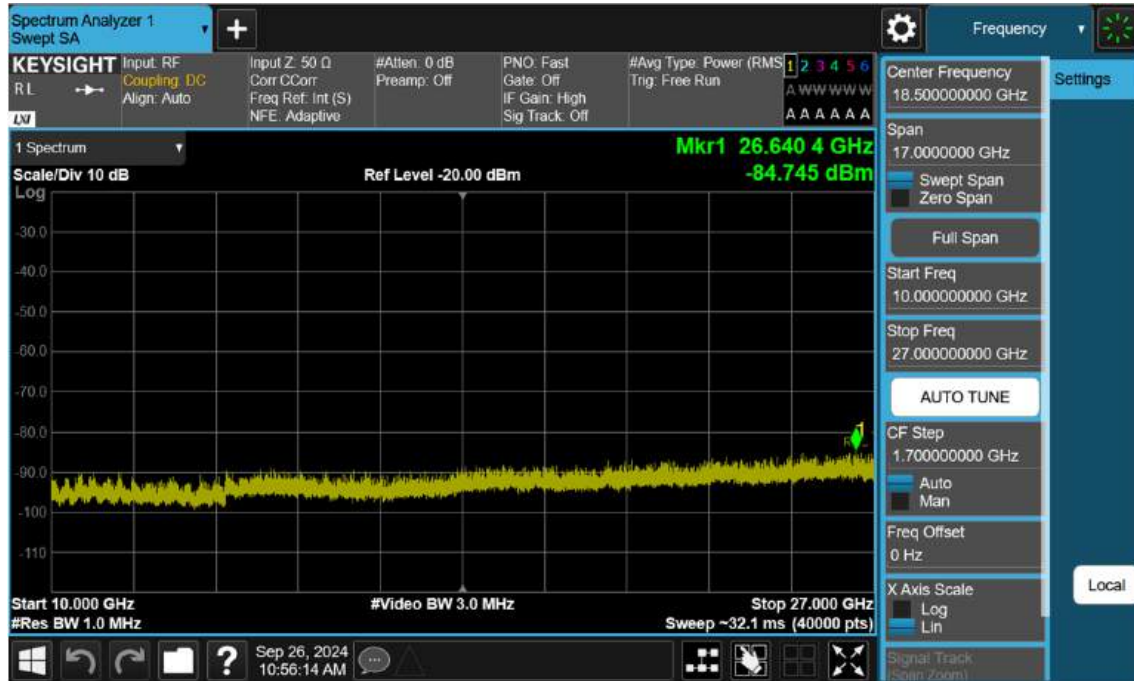 Spectrum Analyzer 1
Swept SA
Frequency
KEYSIGHT
RL
LXI
Input: RF
Coupling: DC
Align: Auto
Input Z: 50 Ω
Corr CCorr
Freq Ref: Int (S)
NFE: Adaptive
#Atten: 0 dB
Preamp: Off
PNO: Fast
Gate: Off
IF Gain: High
Sig Track: Off
#Avg Type: Power (RMS
Trig: Free Run
1 2 3 4 5 6
A W W W W W
A A A A A A
1 Spectrum
Scale/Div 10 dB
Log
Ref Level -20.00 dBm
Mkr1 26.640 4 GHz
-84.745 dBm
-30.0
-40.0
-50.0
-60.0
-70.0
-80.0
-90.0
-100
-110
1
Start 10.000 GHz
#Res BW 1.0 MHz
#Video BW 3.0 MHz
Stop 27.000 GHz
Sweep ~32.1 ms (40000 pts)
Center Frequency
18.500000000 GHz
Span
17.0000000 GHz
Swept Span
Zero Span
Full Span
Start Freq
10.000000000 GHz
Stop Freq
27.000000000 GHz
AUTO TUNE
CF Step
1.700000000 GHz
Auto
Man
Freq Offset
0 Hz
X Axis Scale
Log
Lin
Signal Track
(Span Zoom)
Settings
Local
?
Sep 26, 2024
10:56:14 AM